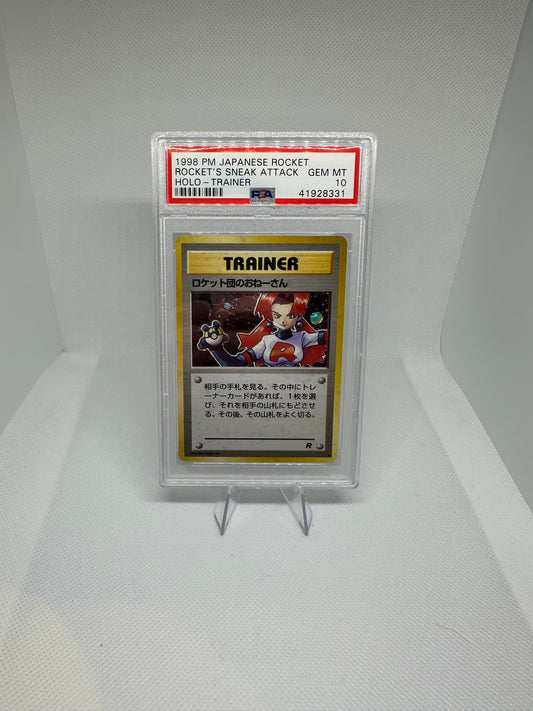 1998 PM JAPANESE ROCKET
ROCKET'S SNEAK ATTACK GEM MT
HOLO-TRAINER 10
PSA 41928331
TRAINER
ロケット団のおねーさん
R
相手の手札を見る。その中にトレ
ーナーカードがあれば、1枚を選
び、それを相手の山札にもどさせ
る。その後、その山札をよく切る。
R